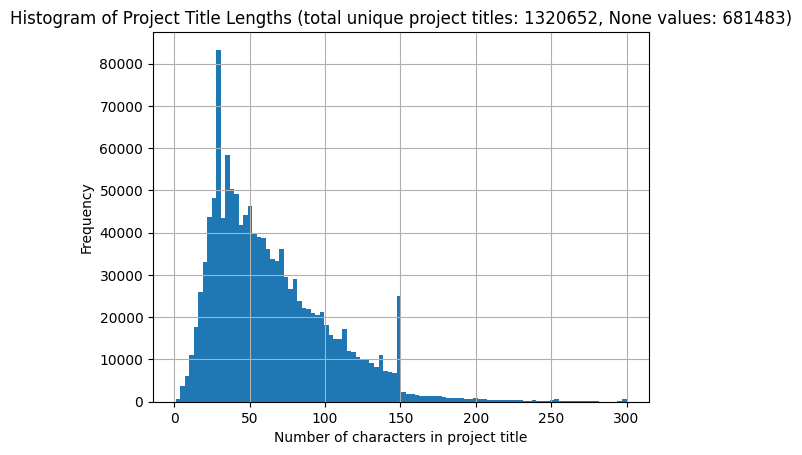 Histogram of Project Title Lengths (total unique project titles: 1320652, None values: 681483)
80000
70000
60000
50000
40000
30000
20000
10000
0
Frequency
0 50 100 150 200 250 300
Number of characters in project title